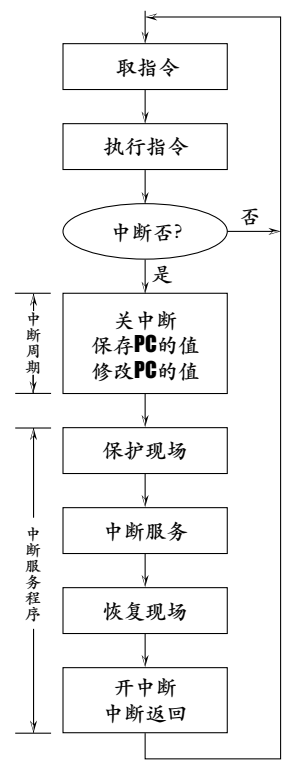 取指令
执行指令
中断否?
否
是
中断周期
关中断
保存PC的值
修改PC的值
中断服务程序
保护现场
中断服务
恢复现场
开中断
中断返回